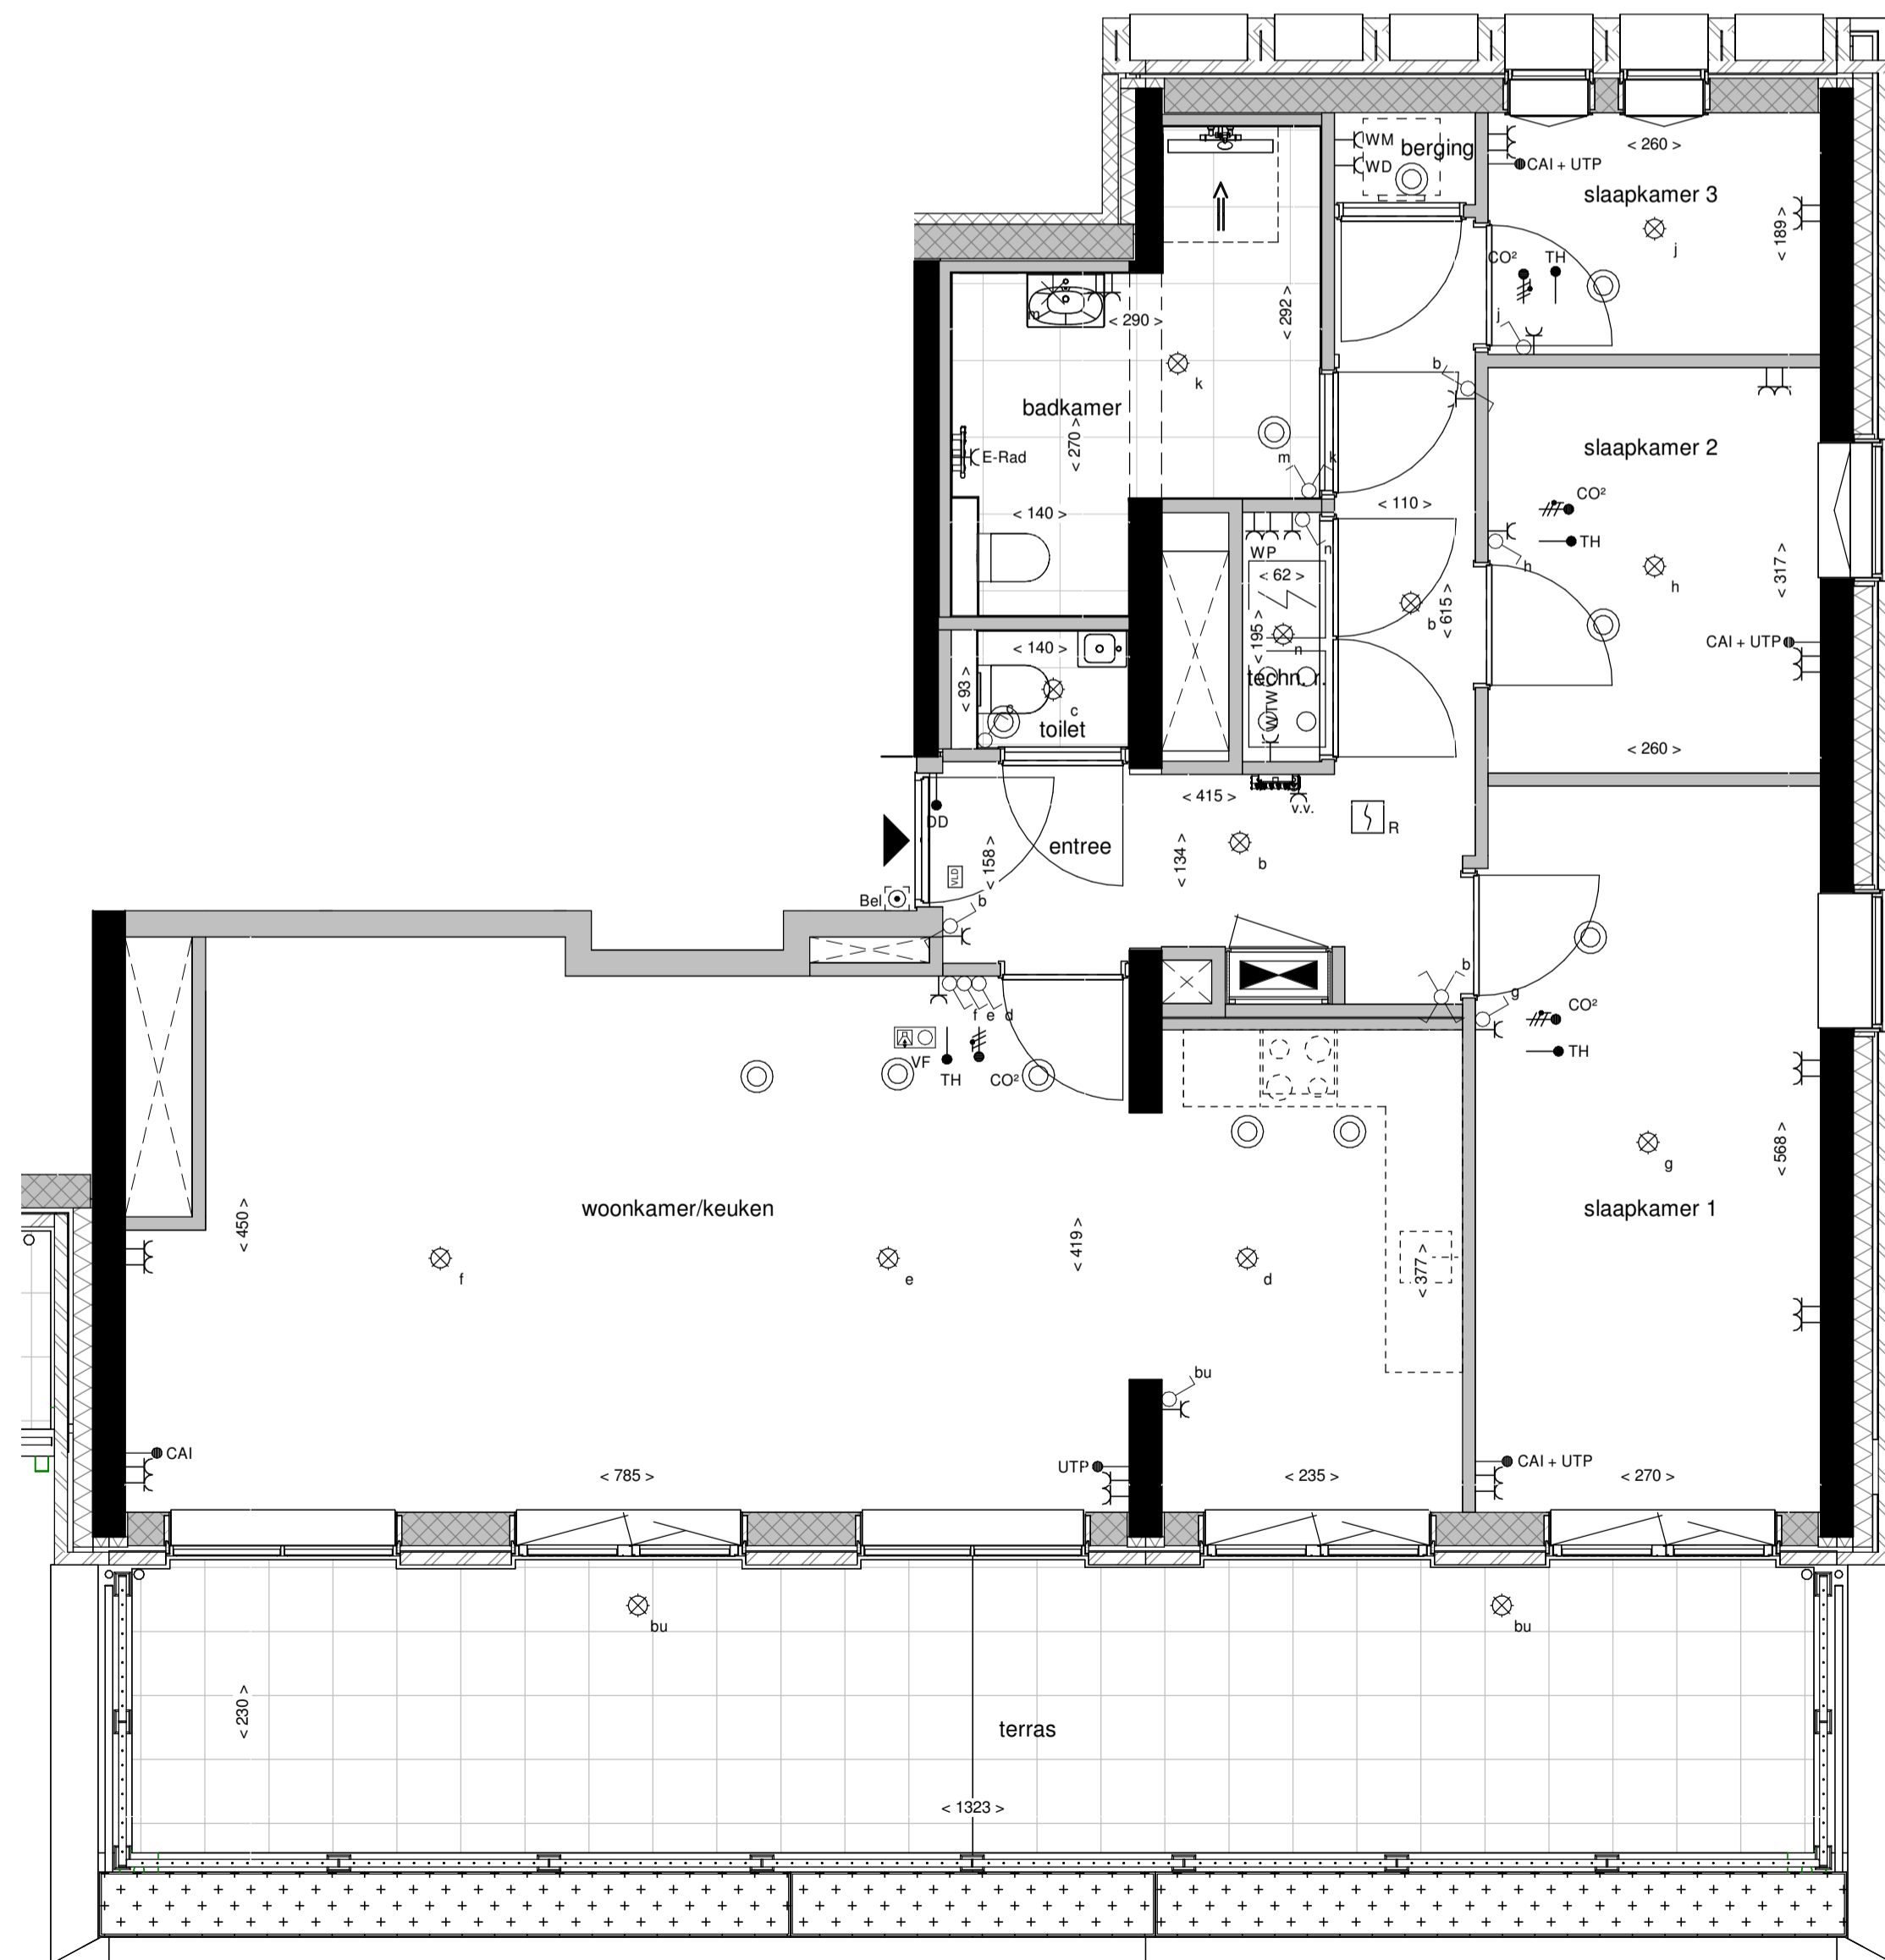 WM
berging
WD
CAI + UTP
< 260 >
slaapkamer 3
< 189 >
j
CO²
TH
j
m
< 290 >
< 292 >
k
b
badkamer
< 270 >
E-Rad
m
k
< 140 >
< 110 >
slaapkamer 2
CO²
TH
h
h
< 317 >
WP
n
< 62 >
< 195 >
n
b
< 615 >
CAI + UTP
techn. r.
WTW
< 140 >
< 93 >
c
c
toilet
< 260 >
< 415 >
v.v.
R
DD
entree
< 158 >
< 134 >
b
VLD
Bel
b
b
g
CO²
TH
f e d
VF
TH
CO²
woonkamer/keuken
< 450 >
< 419 >
< 377 >
f
e
d
g
< 568 >
slaapkamer 1
bu
CAI
UTP
CAI + UTP
< 785 >
< 235 >
< 270 >
bu
bu
< 230 >
terras
< 1323 >